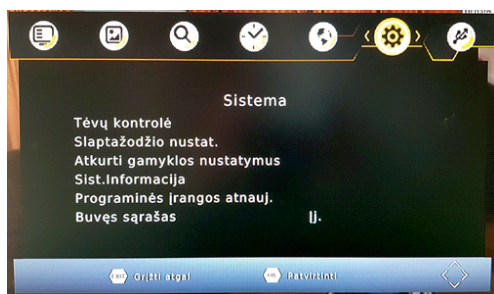 Sistema
Tėvų kontrolė
Slaptažodžio nustat.
Atkurti gamyklos nustatymus
Sist.Informacija
Programinės įrangos atnauj.
Buvęs sąrašas Įj.
EXIT Grįžti atgal Patvirtinti